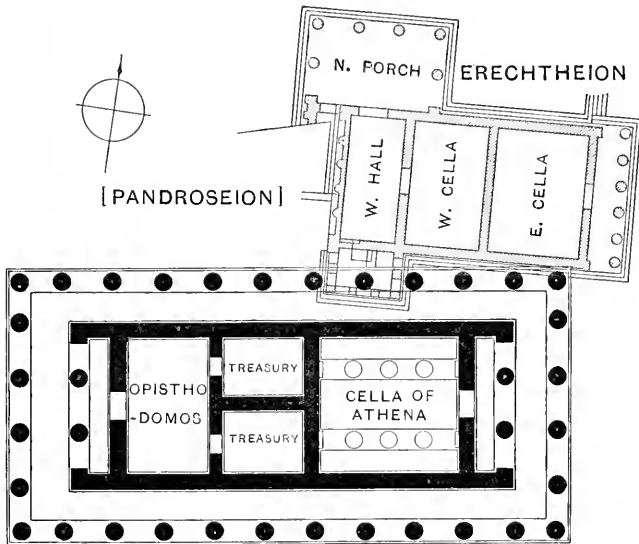 N. PORCH
ERECHTHEION
[PANDROSEION]
W. HALL
W. CELLA
E. CELLA
OPISTHO
-DOMOS
TREASURY
TREASURY
CELLA OF
ATHENA